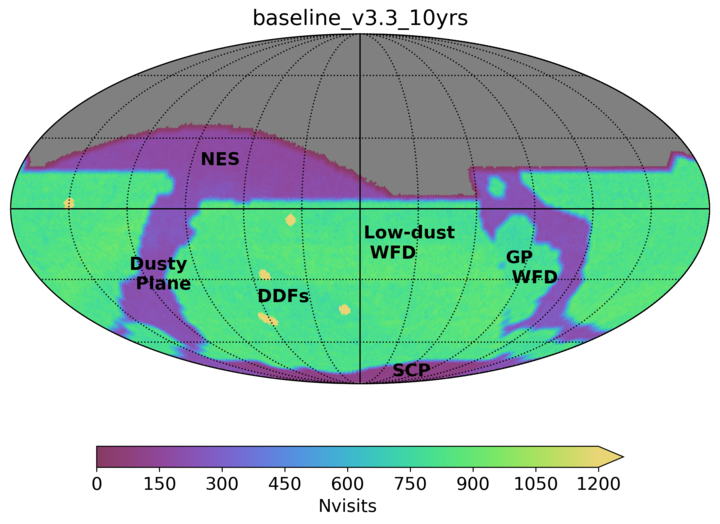 baseline_v3.3_10yrs
NES
Low-dust
WFD
Dusty
Plane
GP
WFD
DDFs
SCP
0 150 300 450 600 750 900 1050 1200
Nvisits